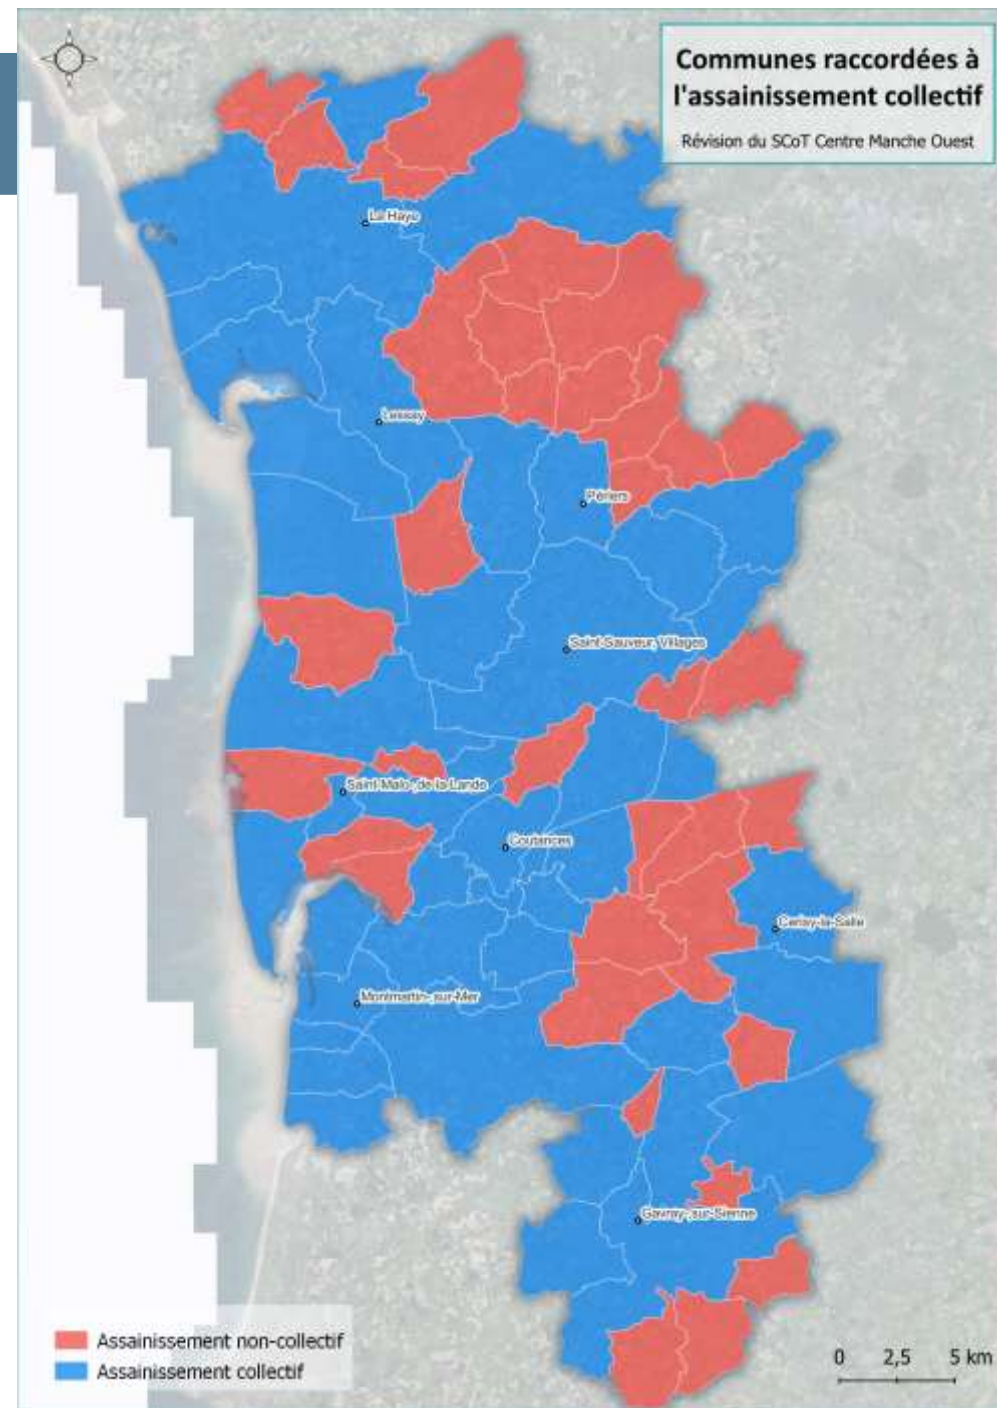 Communes raccordées à
l'assainissement collectif
Révision du SCoT Centre Manche Ouest
La Haye
Lessay
Périers
Saint-Sauveur, Villages
Saint-Malo-,de-la-Lande
Coutances
Cerisy-la-Salle
Montmartin-,sur-Mer
Gavray-,sur-Sienne
Assainissement non-collectif
Assainissement collectif
0 2,5 5 km